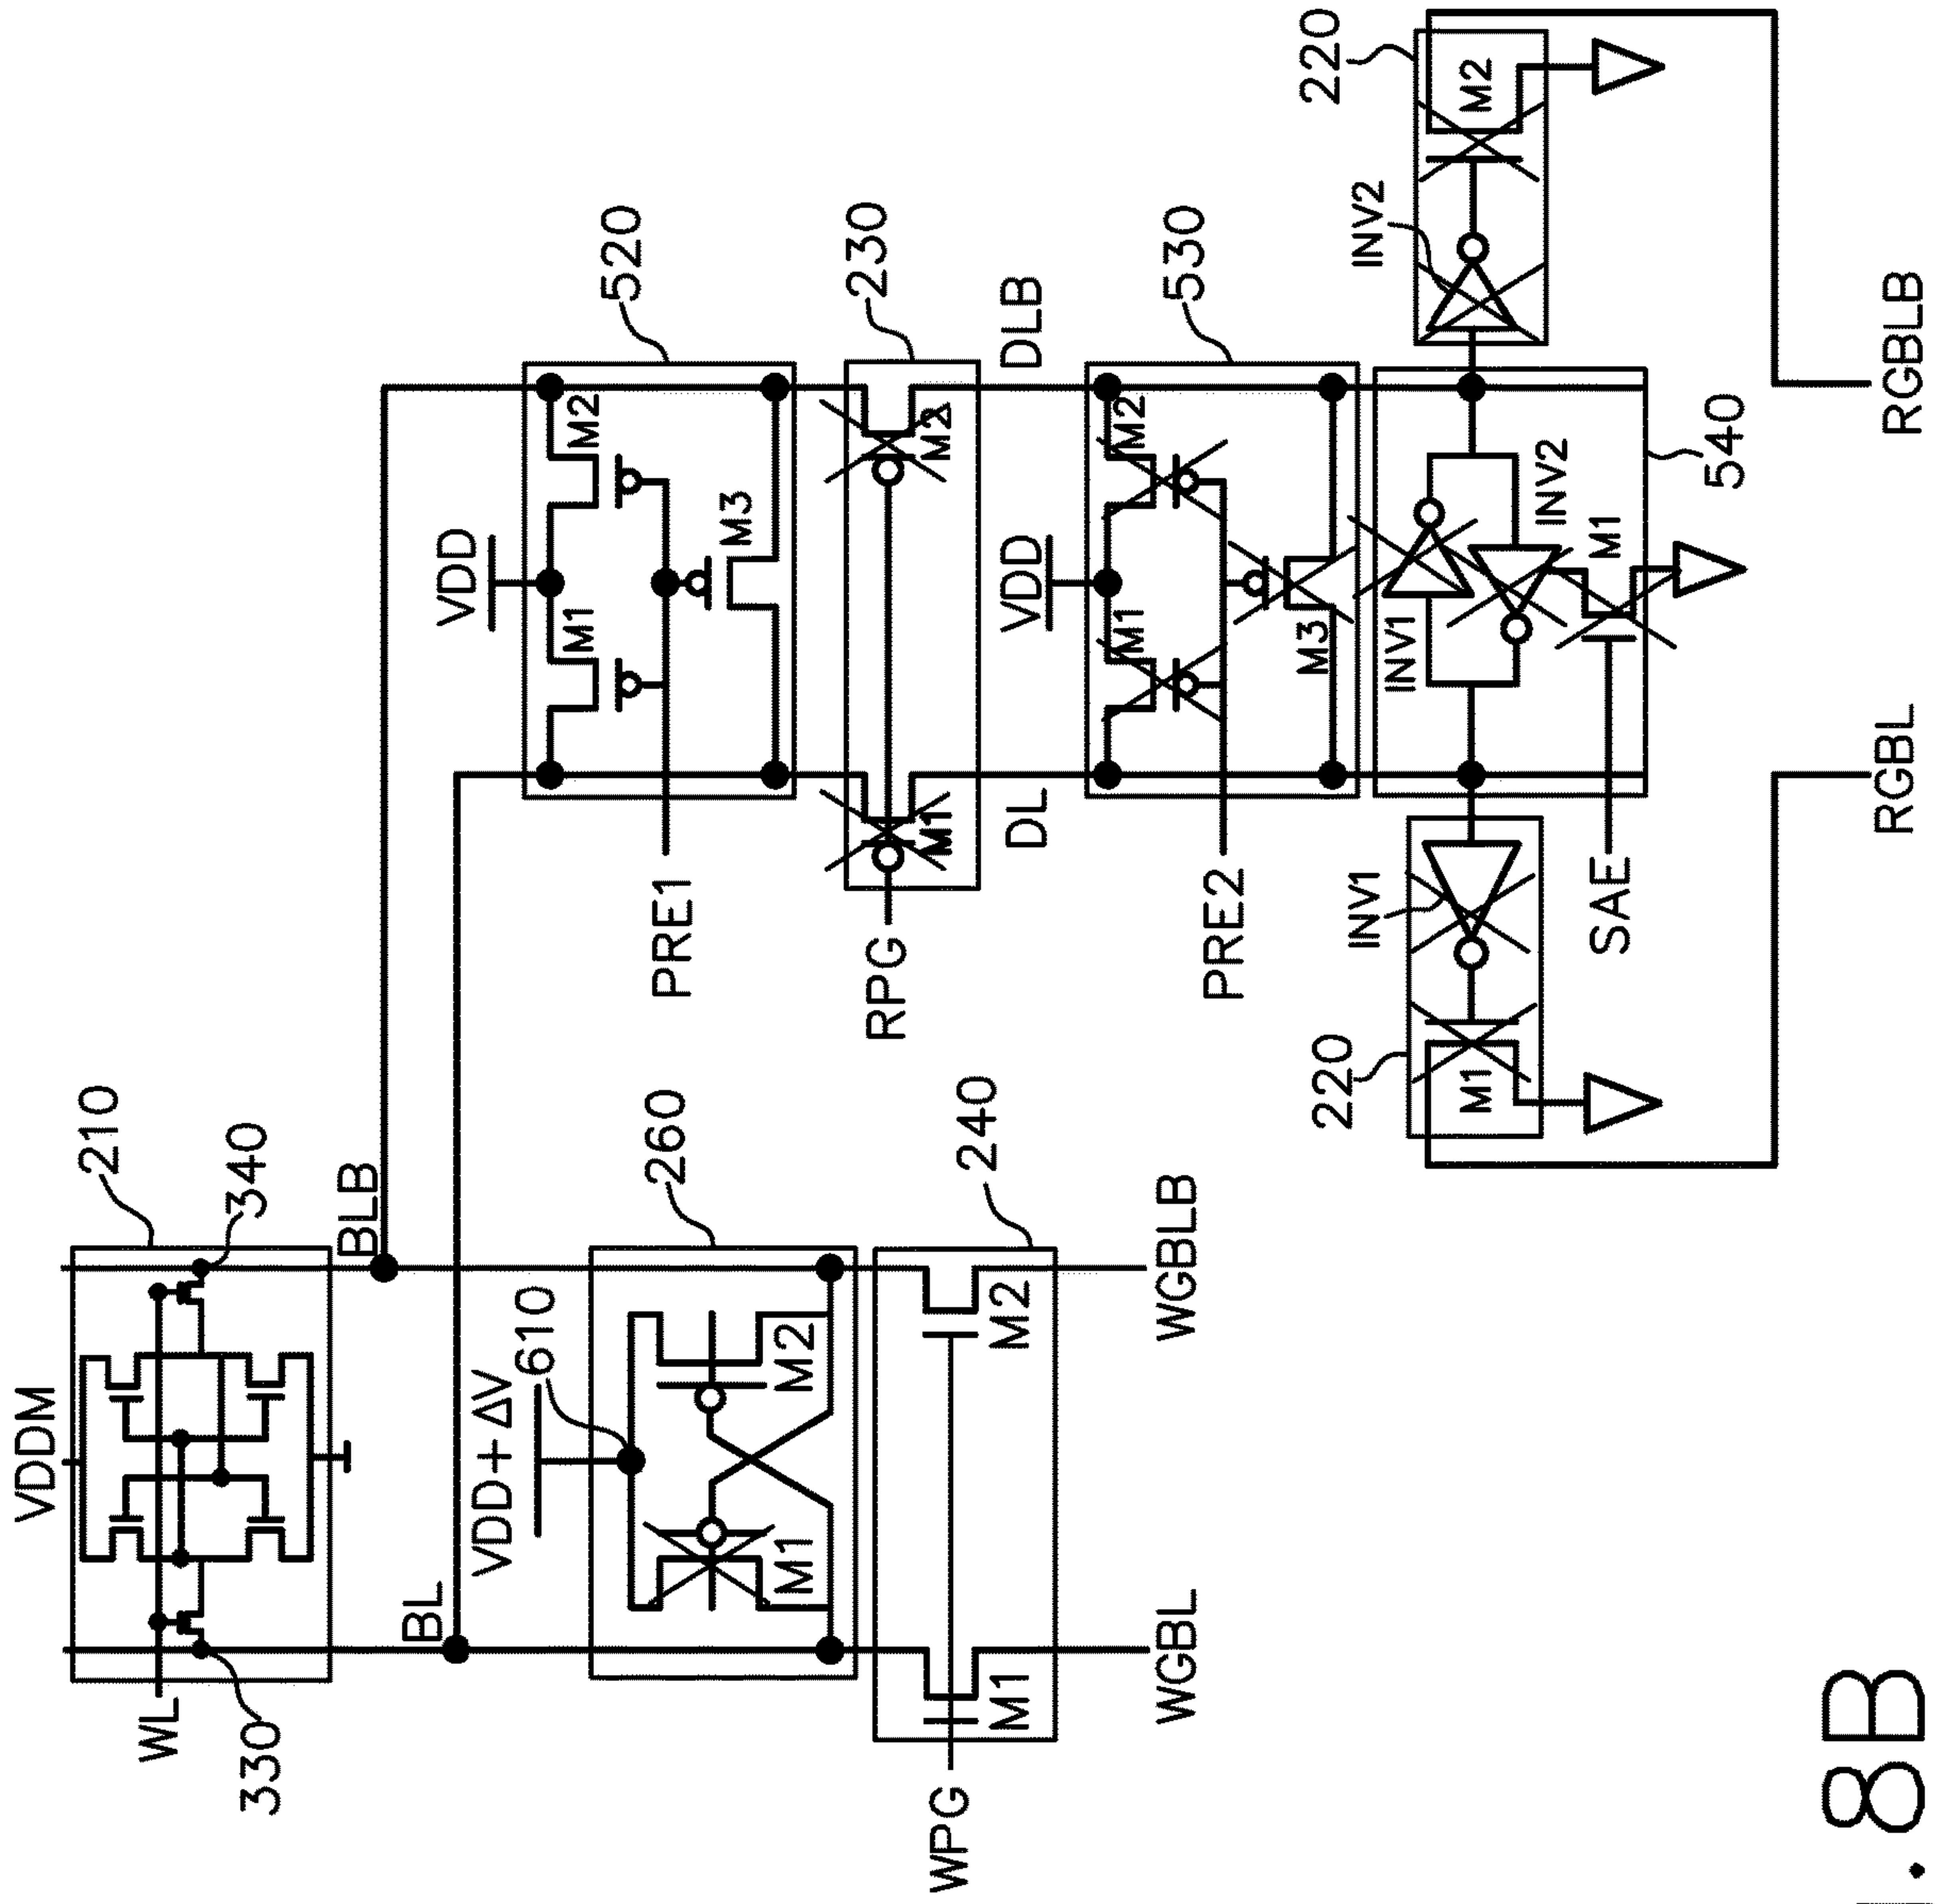 VDDM
210
WL
330
340
BL
BLB
VDD+ΔV
610
260
M1
M2
240
WPG
M1
M2
WGBL
WGBLB
VDD
520
M1
M2
M3
PRE1
230
RPG
M1
M2
DL
DLB
VDD
530
M1
M2
M3
PRE2
INV1
INV2
M1
540
SAE
220
INV1
M1
220
INV2
M2
RGBL
RGBLB
. 8B